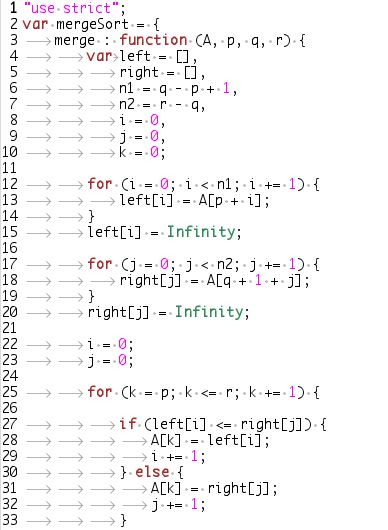 1 "use strict";
2 var mergeSort = {
3 merge : function (A, p, q, r) {
4 var left = [],
5 right = [],
6 n1 = q - p + 1,
7 n2 = r - q,
8 i = 0,
9 j = 0,
10 k = 0;
11
12 for (i = 0; i < n1; i += 1) {
13 left[i] = A[p + i];
14 }
15 left[i] = Infinity;
16
17 for (j = 0; j < n2; j += 1) {
18 right[j] = A[q + 1 + j];
19 }
20 right[j] = Infinity;
21
22 i = 0;
23 j = 0;
24
25 for (k = p; k <= r; k += 1) {
26
27 if (left[i] <= right[j]) {
28 A[k] = left[i];
29 i += 1;
30 } else {
31 A[k] = right[j];
32 j += 1;
33 }